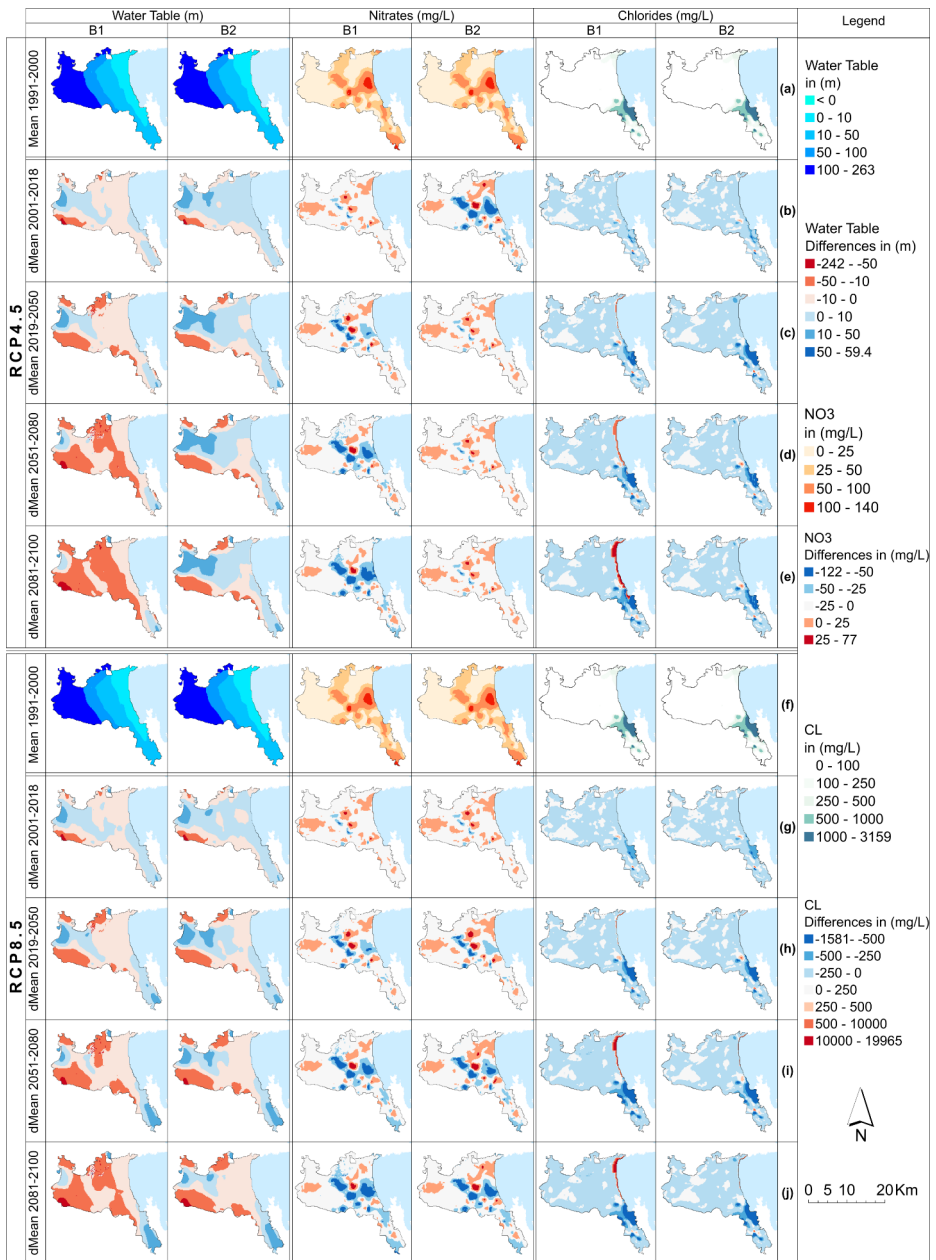 Water Table (m)
Nitrates (mg/L)
Chlorides (mg/L)
Legend
B1
B2
B1
B2
B1
B2
RCP4.5
Mean 1991-2000
(a)
dMean 2001-2018
(b)
dMean 2019-2050
(c)
dMean 2051-2080
(d)
dMean 2081-2100
(e)
RCP8.5
Mean 1991-2000
(f)
dMean 2001-2018
(g)
dMean 2019-2050
(h)
dMean 2051-2080
(i)
dMean 2081-2100
(j)
Water Table
in (m)
< 0
0 - 10
10 - 50
50 - 100
100 - 263
Water Table
Differences in (m)
-242 - -50
-50 - -10
-10 - 0
0 - 10
10 - 50
50 - 59.4
NO3
in (mg/L)
0 - 25
25 - 50
50 - 100
100 - 140
NO3
Differences in (mg/L)
-122 - -50
-50 - -25
-25 - 0
0 - 25
25 - 77
CL
in (mg/L)
0 - 100
100 - 250
250 - 500
500 - 1000
1000 - 3159
CL
Differences in (mg/L)
-1581- -500
-500 - -250
-250 - 0
0 - 250
250 - 500
500 - 10000
10000 - 19965
N
0 5 10 20 Km